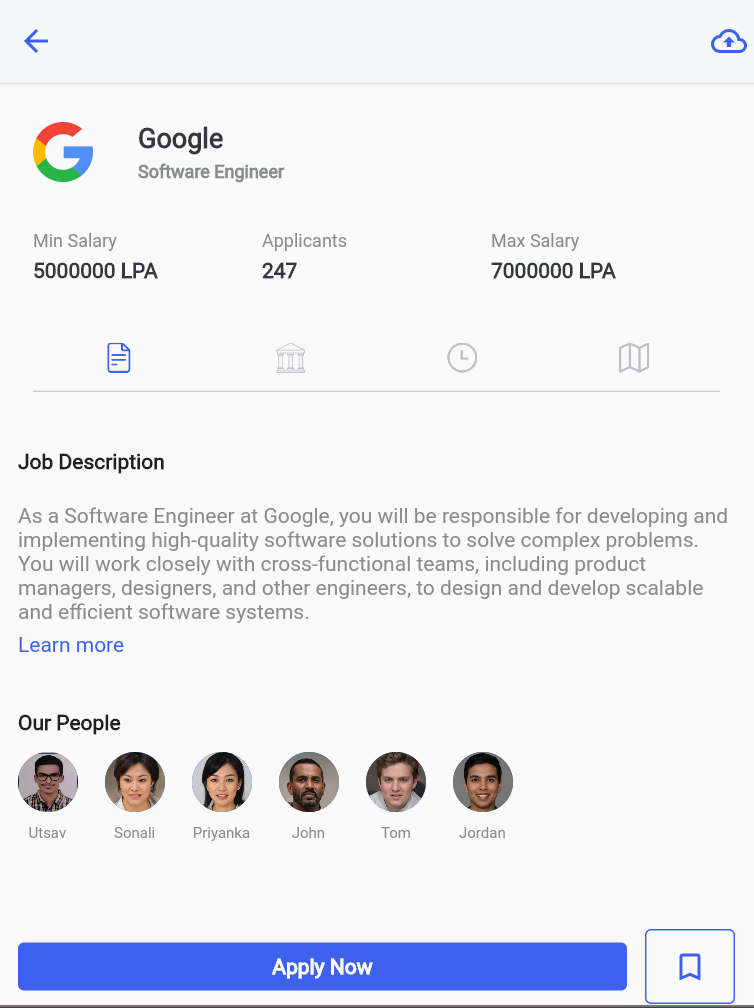 Google
Software Engineer
Min Salary Applicants Max Salary
5000000 LPA 247 7000000 LPA
Job Description
As a Software Engineer at Google, you will be responsible for developing and
implementing high-quality software solutions to solve complex problems.
You will work closely with cross-functional teams, including product
managers, designers, and other engineers, to design and develop scalable
and efficient software systems.
Learn more
Our People
Utsav Sonali Priyanka John Tom Jordan
Apply Now